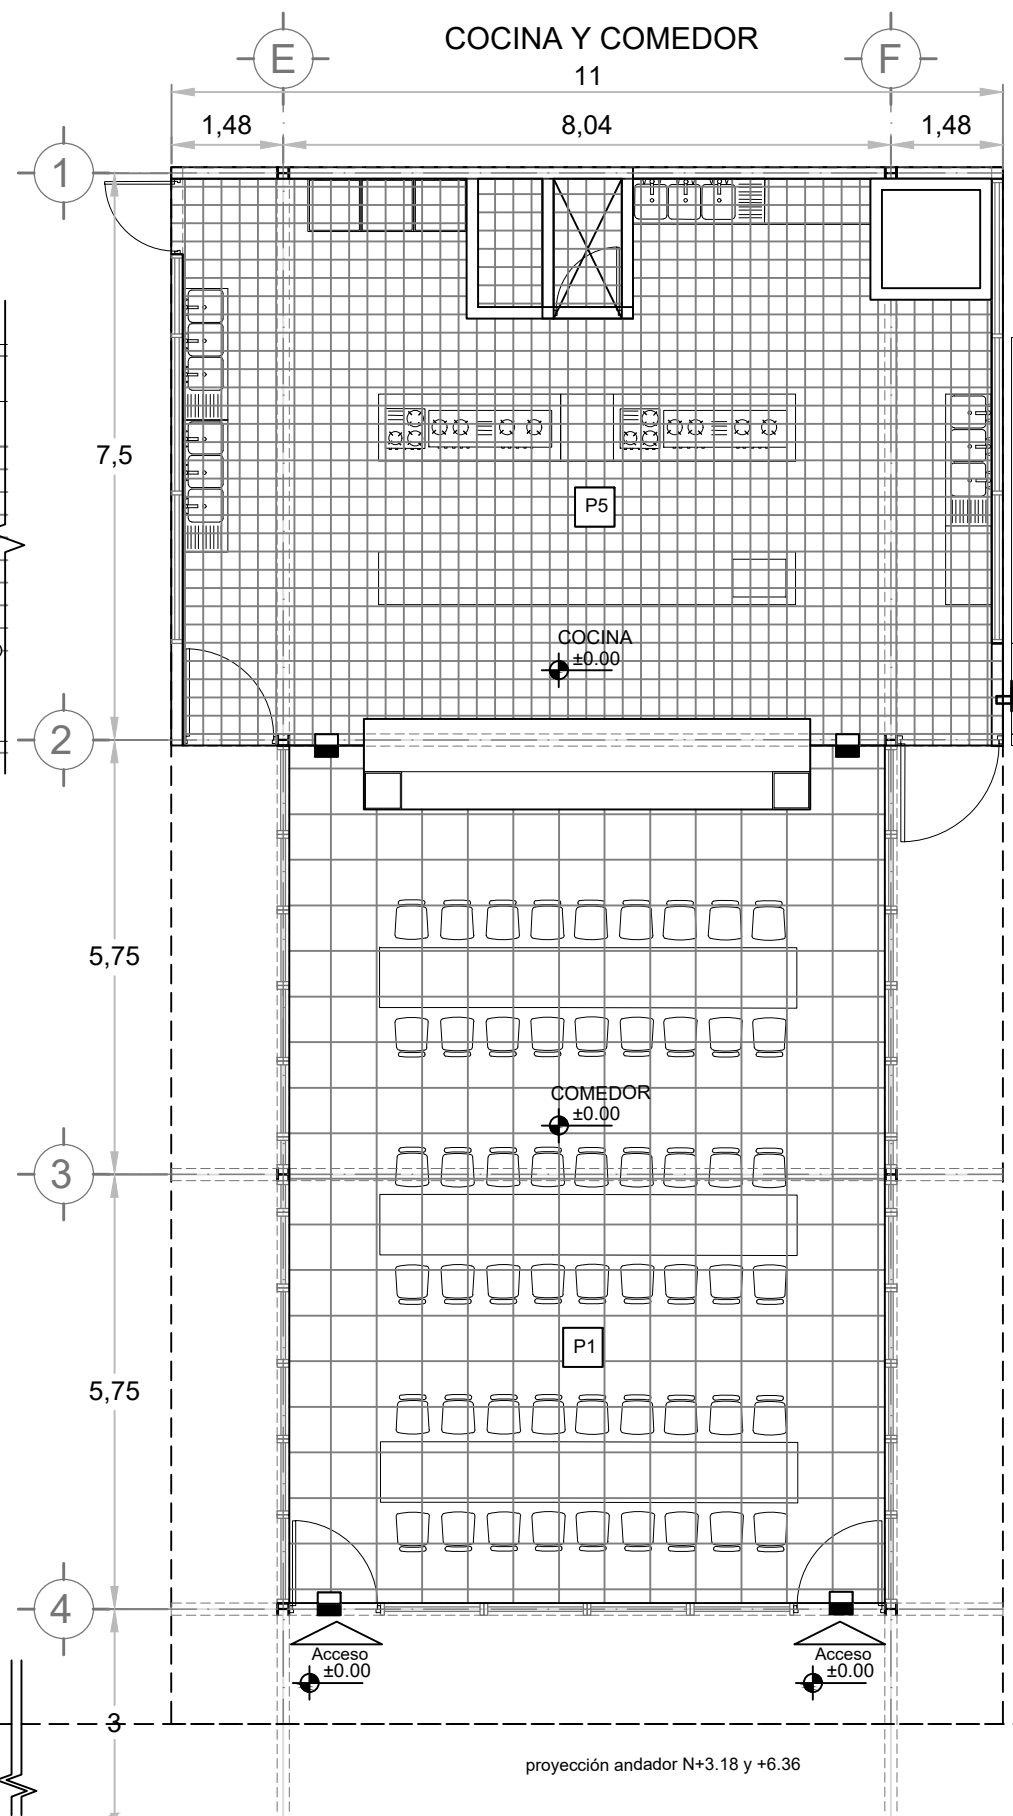 COCINA Y COMEDOR
E
F
11
1,48
8,04
1,48
1
7,5
P5
COCINA
±0.00
2
5,75
COMEDOR
±0.00
3
P1
5,75
4
Acceso
±0.00
Acceso
±0.00
3
proyección andador N+3.18 y +6.36